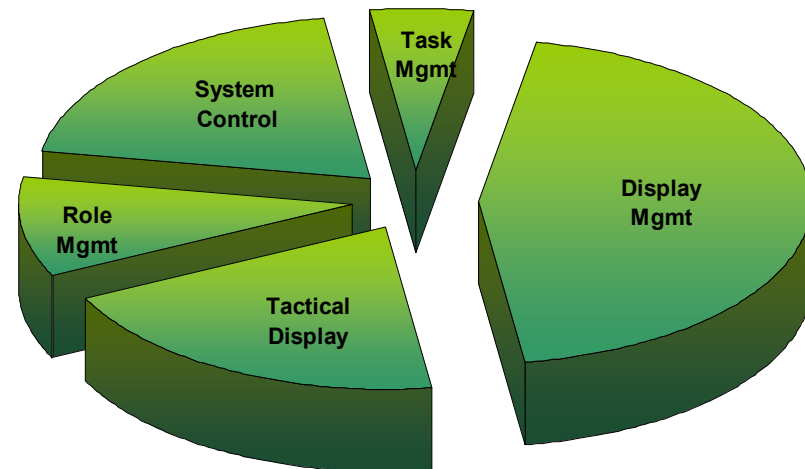 Task
Mgmt
System
Control
Display
Mgmt
Role
Mgmt
Tactical
Display